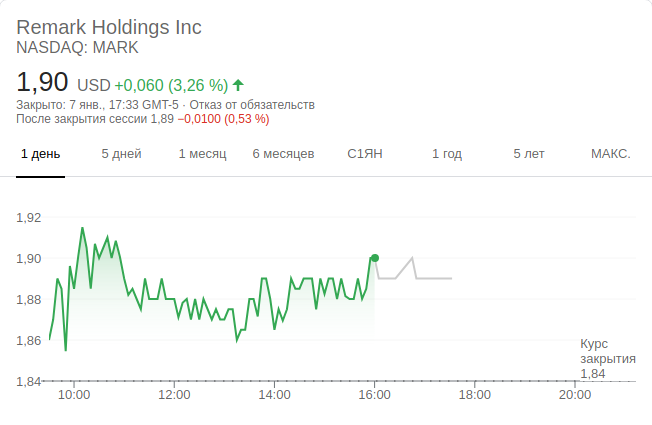 Remark Holdings Inc
NASDAQ: MARK
1,90 USD +0,060 (3,26 %)
Закрыто: 7 янв., 17:33 GMT-5 · Отказ от обязательств
После закрытия сессии 1,89 −0,0100 (0,53 %)
1 день 5 дней 1 месяц 6 месяцев С1ЯН 1 год 5 лет МАКС.
1,92
1,90
1,88
1,86
Курс
закрытия
1,84
1,84
10:00 12:00 14:00 16:00 18:00 20:00